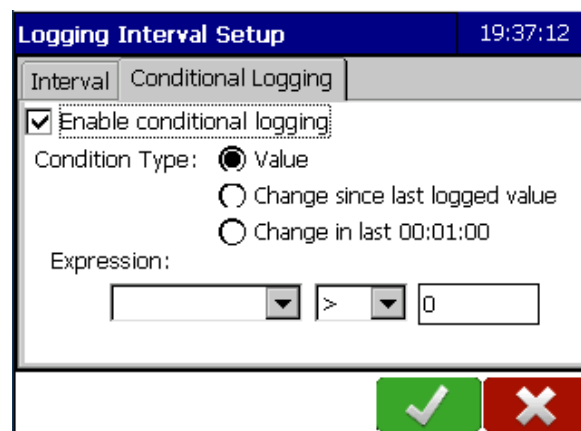 Logging Interval Setup 19:37:12
Interval Conditional Logging
Enable conditional logging
Condition Type: Value
Change since last logged value
Change in last 00:01:00
Expression:
> 0